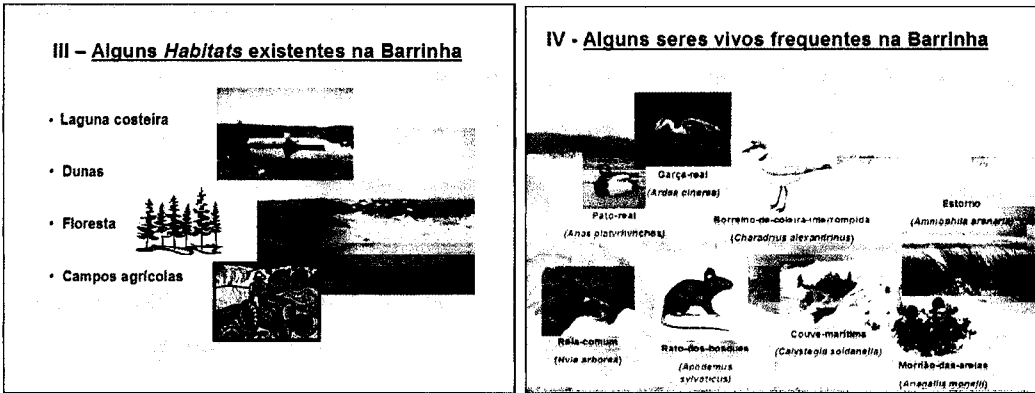 III – Alguns Habitats existentes na Barrinha
• Laguna costeira
• Dunas
• Floresta
• Campos agrícolas
IV - Alguns seres vivos frequentes na Barrinha
Garça-real
(Ardea cinerea)
Pato-real
(Anas platyrhynchos)
Borrelho-de-coleira-interrompida
(Charadrius alexandrinus)
Estorno
(Ammophila arenaria)
Rela-comum
(Hyla arborea)
Rato-dos-bosques
(Apodemus
sylvaticus)
Couve-marítima
(Calystegia soldanella)
Morrião-das-areias
(Anagallis monelli)